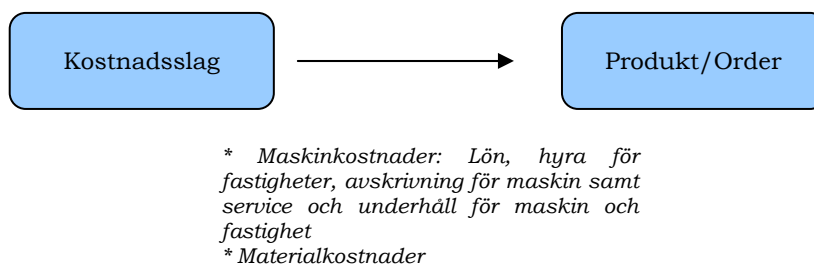 Kostnadsslag
Produkt/Order
* Maskinkostnader: Lön, hyra för
fastigheter, avskrivning för maskin samt
service och underhåll för maskin och
fastighet
* Materialkostnader